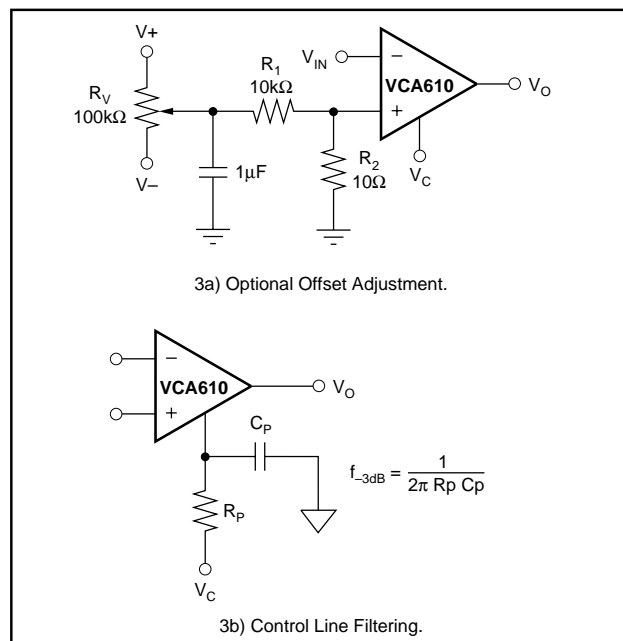 V+
R1
10kΩ
VIN
−
VCA610
VO
RV
100kΩ
+
V−
1µF
R2
10Ω
VC
3a) Optional Offset Adjustment.
−
VCA610
VO
+
CP
f–3dB = 1 / 2π Rp Cp
RP
VC
3b) Control Line Filtering.